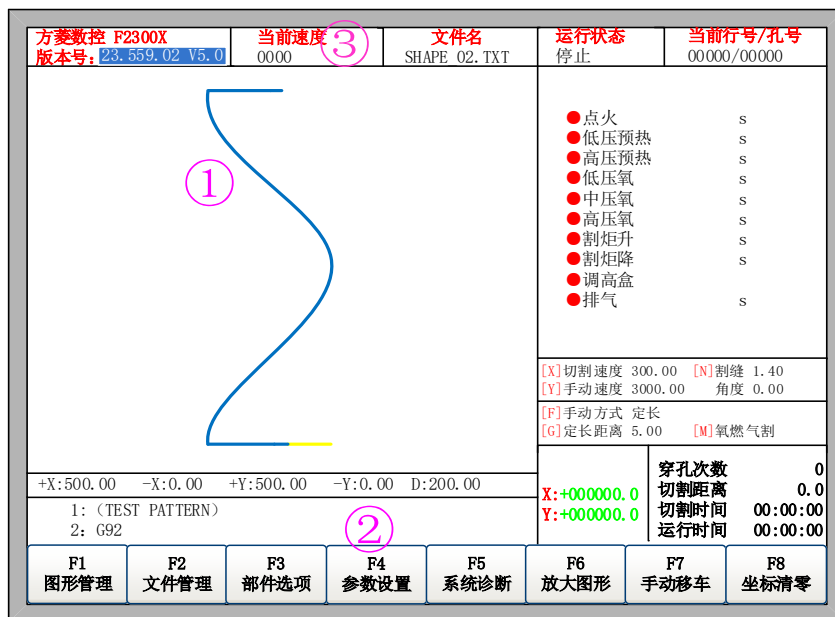 方菱数控 F2300X
版本号: 23.559.02 V5.0
当前速度
0000
③
文件名
SHAPE 02.TXT
运行状态
停止
当前行号/孔号
00000/00000
①
点火 s
低压预热 s
高压预热 s
低压氧 s
中压氧 s
高压氧 s
割炬升 s
割炬降 s
调高盒
排气 s
[X]切割速度 300.00 [N]割缝 1.40
[Y]手动速度 3000.00 角度 0.00
[F]手动方式 定长
[G]定长距离 5.00 [M]氧燃气割
+X:500.00 -X:0.00 +Y:500.00 -Y:0.00 D:200.00
1: (TEST PATTERN)
2: G92
②
X:+000000.0
Y:+000000.0
穿孔次数 0
切割距离 0.0
切割时间 00:00:00
运行时间 00:00:00
F1
图形管理
F2
文件管理
F3
部件选项
F4
参数设置
F5
系统诊断
F6
放大图形
F7
手动移车
F8
坐标清零